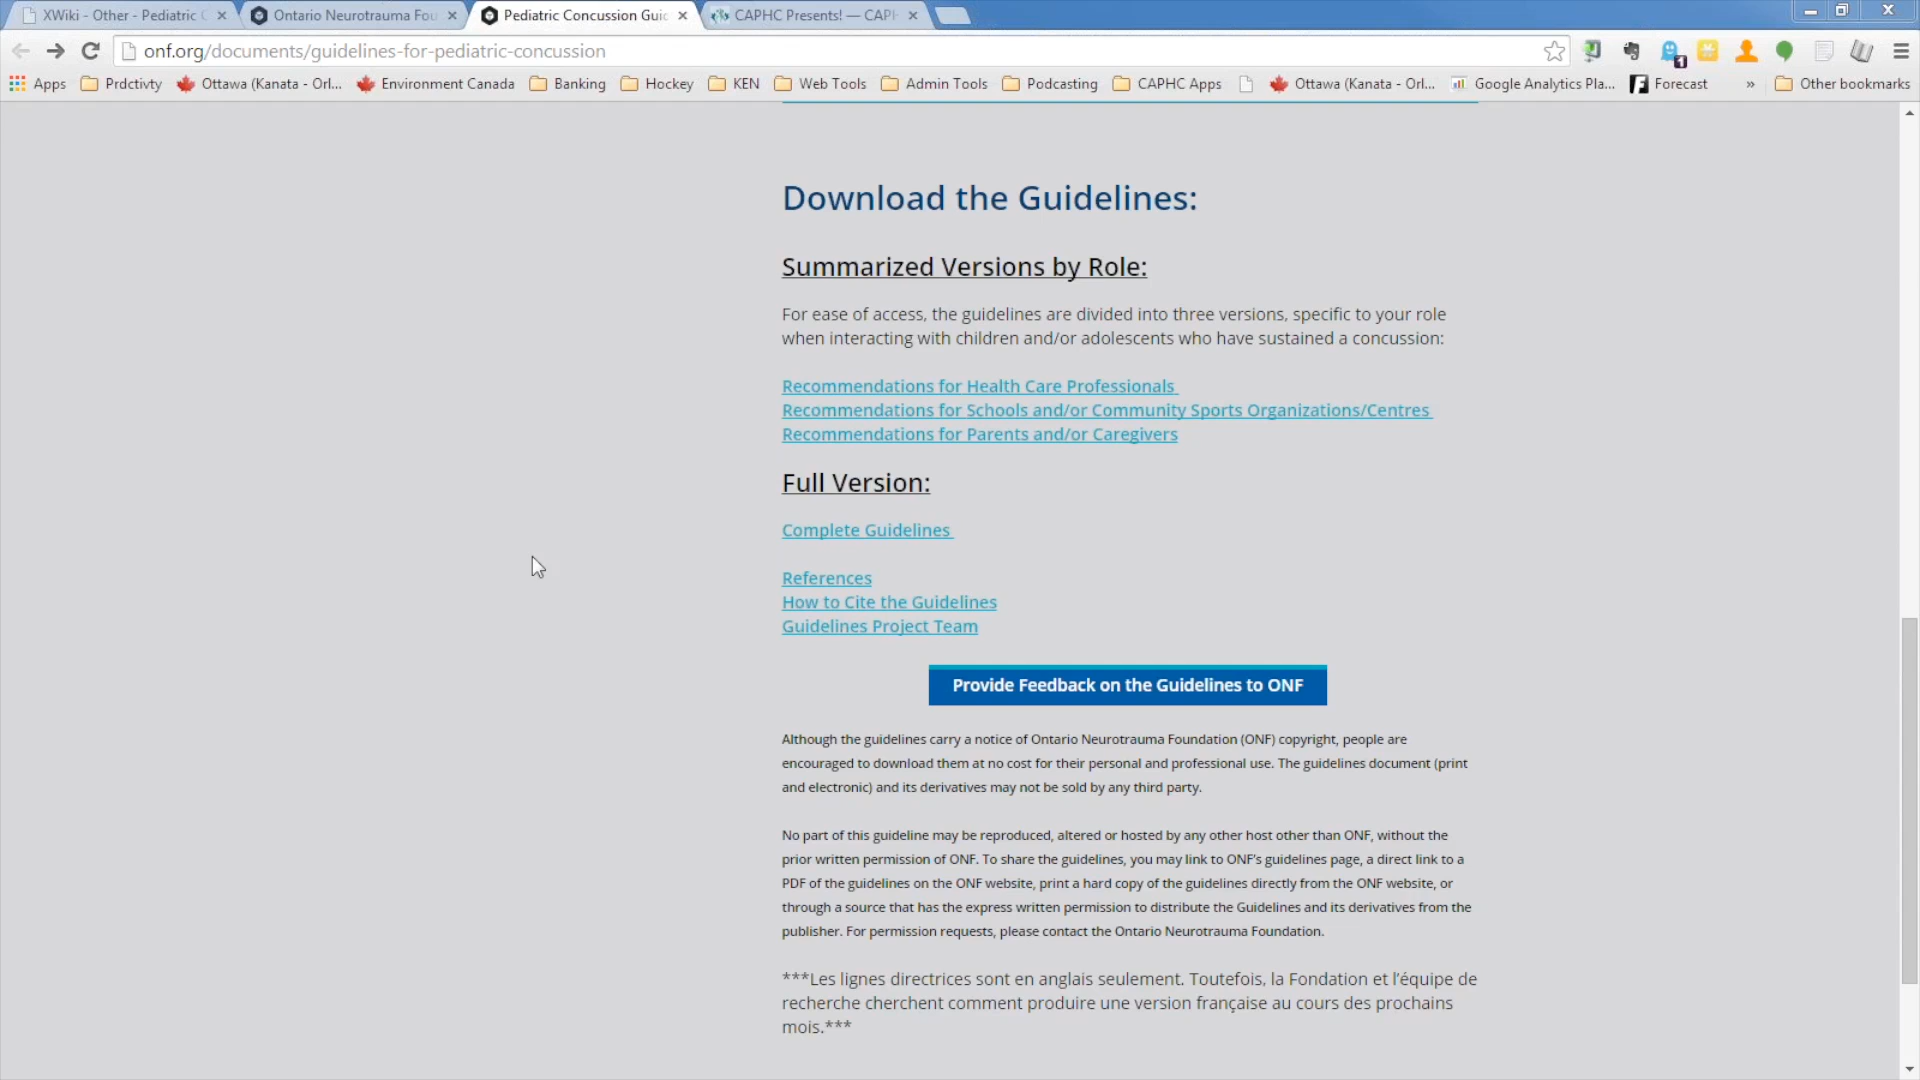 XWiki - Other - Pediatric C
Ontario Neurotrauma Fou
Pediatric Concussion Guid
CAPHC Presents! — CAPH
onf.org/documents/guidelines-for-pediatric-concussion
1
Apps
Prdctivty
Ottawa (Kanata - Orl...
Environment Canada
Banking
Hockey
KEN
Web Tools
Admin Tools
Podcasting
CAPHC Apps
Ottawa (Kanata - Orl...
Google Analytics Pla...
Forecast
»
Other bookmarks
Download the Guidelines:
Summarized Versions by Role:
For ease of access, the guidelines are divided into three versions, specific to your role
when interacting with children and/or adolescents who have sustained a concussion:
Recommendations for Health Care Professionals
Recommendations for Schools and/or Community Sports Organizations/Centres
Recommendations for Parents and/or Caregivers
Full Version:
Complete Guidelines
References
How to Cite the Guidelines
Guidelines Project Team
Provide Feedback on the Guidelines to ONF
Although the guidelines carry a notice of Ontario Neurotrauma Foundation (ONF) copyright, people are
encouraged to download them at no cost for their personal and professional use. The guidelines document (print
and electronic) and its derivatives may not be sold by any third party.
No part of this guideline may be reproduced, altered or hosted by any other host other than ONF, without the
prior written permission of ONF. To share the guidelines, you may link to ONF's guidelines page, a direct link to a
PDF of the guidelines on the ONF website, print a hard copy of the guidelines directly from the ONF website, or
through a source that has the express written permission to distribute the Guidelines and its derivatives from the
publisher. For permission requests, please contact the Ontario Neurotrauma Foundation.
***Les lignes directrices sont en anglais seulement. Toutefois, la Fondation et l'équipe de
recherche cherchent comment produire une version française au cours des prochains
mois.***